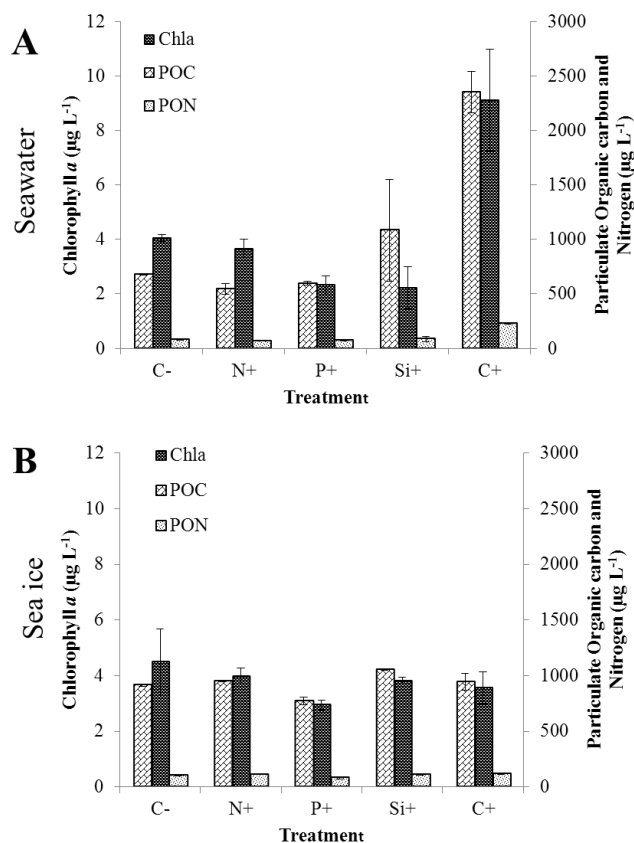 A
Seawater
Chlorophyll a (µg L-1)
12
10
8
6
4
2
0
Chla
POC
PON
3000
2500
2000
1500
1000
500
0
Particulate Organic carbon and
Nitrogen (µg L-1)
C- N+ P+ Si+ C+
Treatment
B
Sea ice
Chlorophyll a (µg L-1)
12
10
8
6
4
2
0
Chla
POC
PON
3000
2500
2000
1500
1000
500
0
Particulate Organic carbon and
Nitrogen (µg L-1)
C- N+ P+ Si+ C+
Treatment